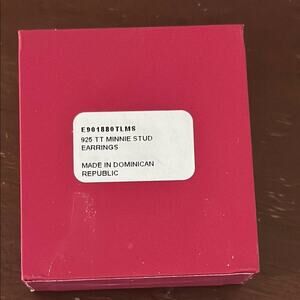 E901880TLMS
925 TT MINNIE STUD
EARRINGS
MADE IN DOMINICAN
REPUBLIC